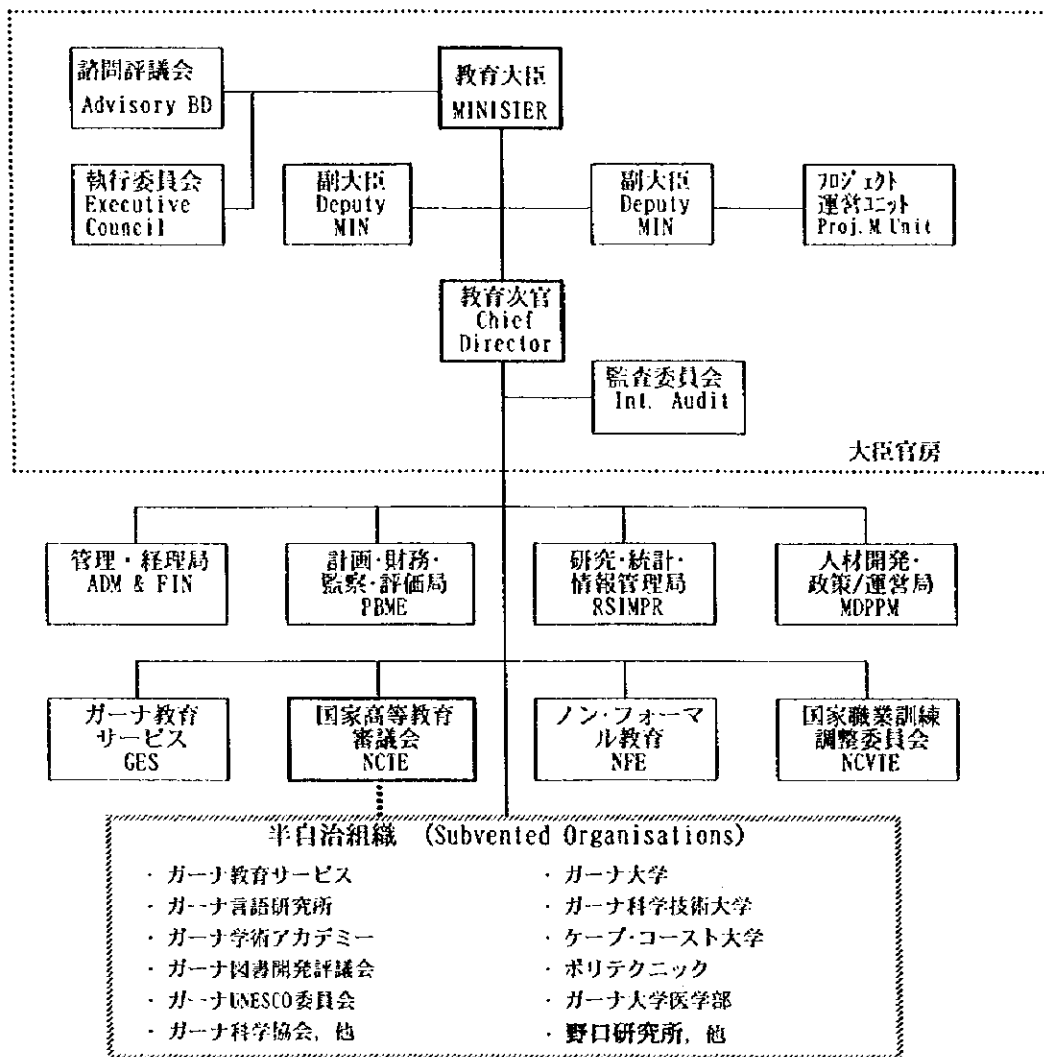 諮問評議会
Advisory BD
教育大臣
MINISIER
執行委員会
Executive
Council
副大臣
Deputy
MIN
副大臣
Deputy
MIN
プロジェクト
運営ユニット
Proj.M.Unit
教育次官
Chief
Director
監査委員会
Int. Audit
大臣官房
管理・経理局
ADM & FIN
計画・財務・
監察・評価局
PBME
研究・統計・
情報管理局
RSIMPR
人材開発・
政策/運営局
MDPPM
ガーナ教育
サービス
GES
国家高等教育
審議会
NCTE
ノン・フォーマ
ル教育
NFE
国家職業訓練
調整委員会
NCVTE
半自治組織 (Subvented Organisations)
・ガーナ教育サービス
・ガーナ言語研究所
・ガーナ学術アカデミー
・ガーナ図書開発評議会
・ガーナUNESCO委員会
・ガーナ科学協会, 他
・ガーナ大学
・ガーナ科学技術大学
・ケープ・コースト大学
・ポリテクニック
・ガーナ大学医学部
・野口研究所, 他